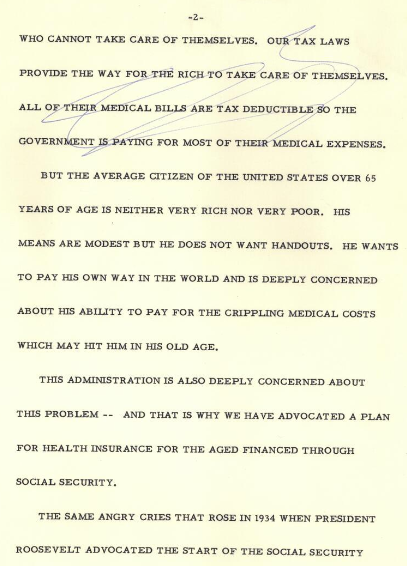 -2-
WHO CANNOT TAKE CARE OF THEMSELVES. OUR TAX LAWS
PROVIDE THE WAY FOR THE RICH TO TAKE CARE OF THEMSELVES.
ALL OF THEIR MEDICAL BILLS ARE TAX DEDUCTIBLE SO THE
GOVERNMENT IS PAYING FOR MOST OF THEIR MEDICAL EXPENSES.
BUT THE AVERAGE CITIZEN OF THE UNITED STATES OVER 65
YEARS OF AGE IS NEITHER VERY RICH NOR VERY POOR. HIS
MEANS ARE MODEST BUT HE DOES NOT WANT HANDOUTS. HE WANTS
TO PAY HIS OWN WAY IN THE WORLD AND IS DEEPLY CONCERNED
ABOUT HIS ABILITY TO PAY FOR THE CRIPPLING MEDICAL COSTS
WHICH MAY HIT HIM IN HIS OLD AGE.
THIS ADMINISTRATION IS ALSO DEEPLY CONCERNED ABOUT
THIS PROBLEM -- AND THAT IS WHY WE HAVE ADVOCATED A PLAN
FOR HEALTH INSURANCE FOR THE AGED FINANCED THROUGH
SOCIAL SECURITY.
THE SAME ANGRY CRIES THAT ROSE IN 1934 WHEN PRESIDENT
ROOSEVELT ADVOCATED THE START OF THE SOCIAL SECURITY